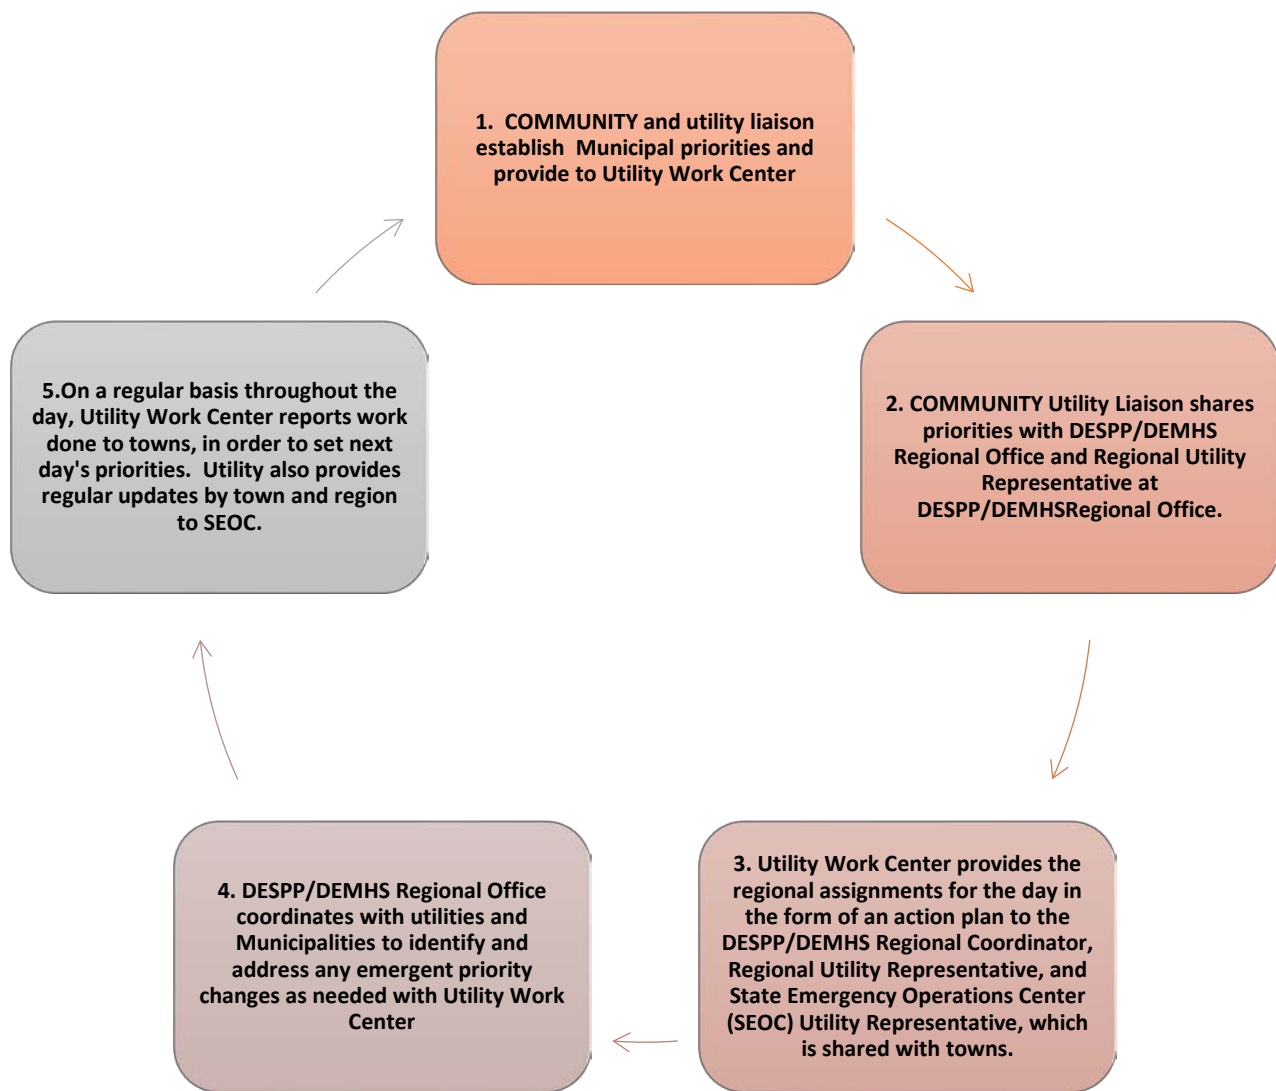 1.  COMMUNITY and utility liaison
establish  Municipal priorities and
provide to Utility Work Center
2. COMMUNITY Utility Liaison shares
priorities with DESPP/DEMHS
Regional Office and Regional Utility
Representative at
DESPP/DEMHSRegional Office.
3. Utility Work Center provides the
regional assignments for the day in
the form of an action plan to the
DESPP/DEMHS Regional Coordinator,
Regional Utility Representative, and
State Emergency Operations Center
(SEOC) Utility Representative, which
is shared with towns.
4. DESPP/DEMHS Regional Office
coordinates with utilities and
Municipalities to identify and
address any emergent priority
changes as needed with Utility Work
Center
5.On a regular basis throughout the
day, Utility Work Center reports work
done to towns, in order to set next
day's priorities.  Utility also provides
regular updates by town and region
to SEOC.